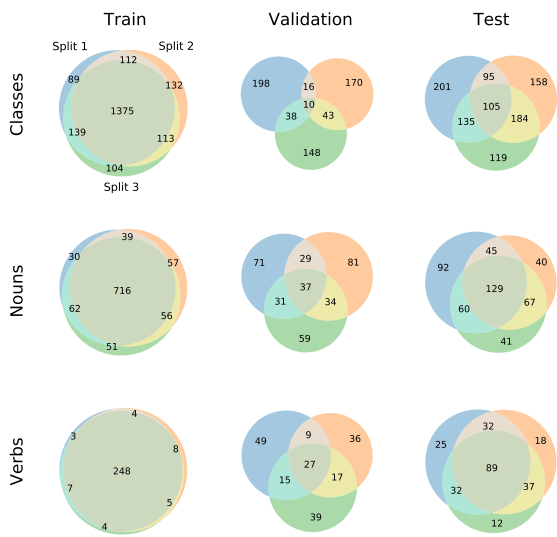 Train Validation Test
Split 1 Split 2
Classes
89 112 132
1375
139 113
104
Split 3
198 16 170
10
38 43
148
201 95 158
105
135 184
119
Nouns
30 39 57
716
62 56
51
71 29 81
37
31 34
59
92 45 40
129
60 67
41
Verbs
3 4 8
248
7 5
4
49 9 36
27
15 17
39
25 32 18
89
32 37
12